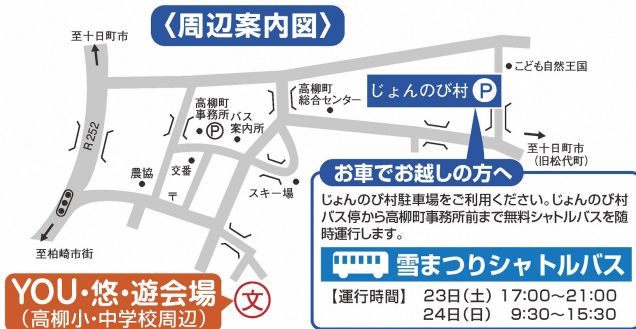 〈周辺案内図〉
至十日町市
R252
高柳町
事務所
P
バス
案内所
高柳町
総合センター
じょんのび村 P
こども自然王国
至十日町市
(旧松代町)
農協
交番
〒
スキー場
至柏崎市街
YOU・悠・遊会場
(高柳小・中学校周辺)
文
お車でお越しの方へ
じょんのび村駐車場をご利用ください。じょんのび村
バス停から高柳町事務所前まで無料シャトルバスを随
時運行します。
雪まつりシャトルバス
【運行時間】 23日(土) 17:00～21:00
24日(日) 9:30～15:30